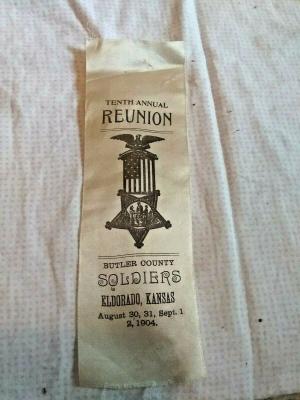 TENTH ANNUAL
REUNION
BUTLER COUNTY
SOLDIERS
ELDORADO, KANSAS
August 30, 31, Sept. 1
2, 1904.